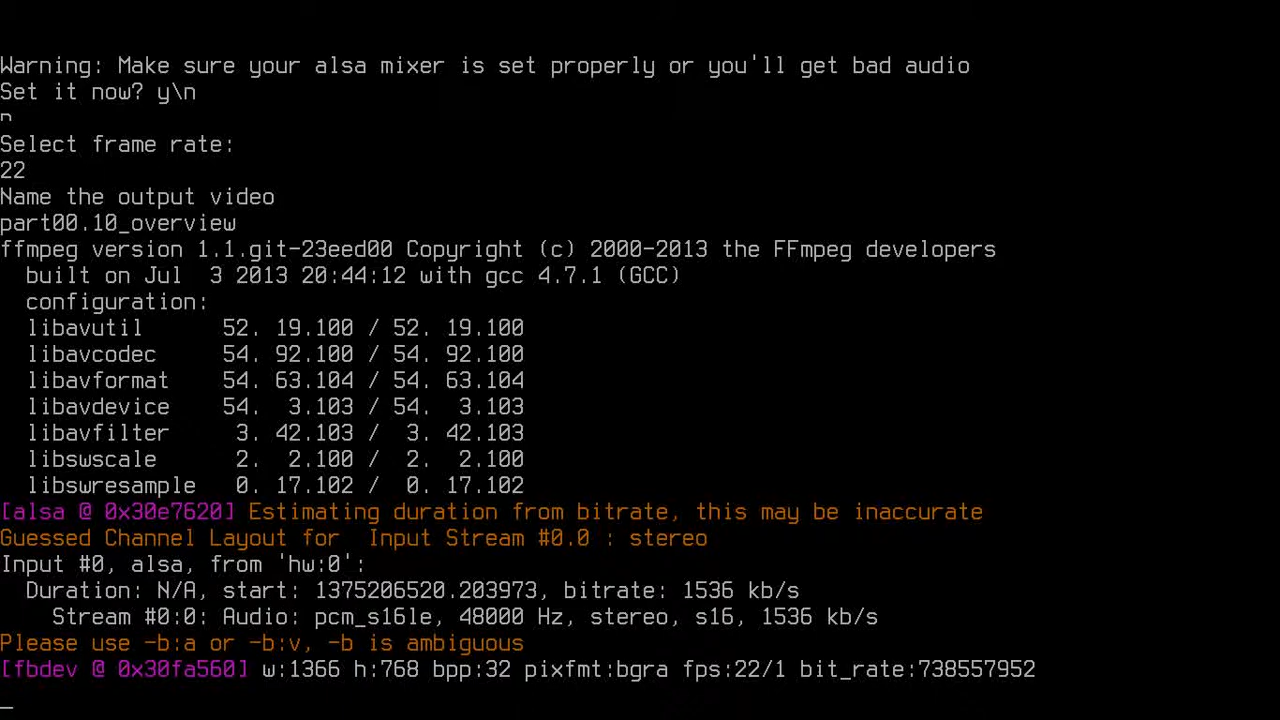 Warning: Make sure your alsa mixer is set properly or you'll get bad audio
Set it now? y\n
n
Select frame rate:
22
Name the output video
part00.10_overview
ffmpeg version 1.1.git-23eed00 Copyright (c) 2000-2013 the FFmpeg developers
  built on Jul  3 2013 20:44:12 with gcc 4.7.1 (GCC)
  configuration:
  libavutil      52. 19.100 / 52. 19.100
  libavcodec     54. 92.100 / 54. 92.100
  libavformat    54. 63.104 / 54. 63.104
  libavdevice    54.  3.103 / 54.  3.103
  libavfilter     3. 42.103 /  3. 42.103
  libswscale      2.  2.100 /  2.  2.100
  libswresample   0. 17.102 /  0. 17.102
[alsa @ 0x30e7620] Estimating duration from bitrate, this may be inaccurate
Guessed Channel Layout for  Input Stream #0.0 : stereo
Input #0, alsa, from 'hw:0':
  Duration: N/A, start: 1375206520.203973, bitrate: 1536 kb/s
    Stream #0:0: Audio: pcm_s16le, 48000 Hz, stereo, s16, 1536 kb/s
Please use -b:a or -b:v, -b is ambiguous
[fbdev @ 0x30fa560] w:1366 h:768 bpp:32 pixfmt:bgra fps:22/1 bit_rate:738557952